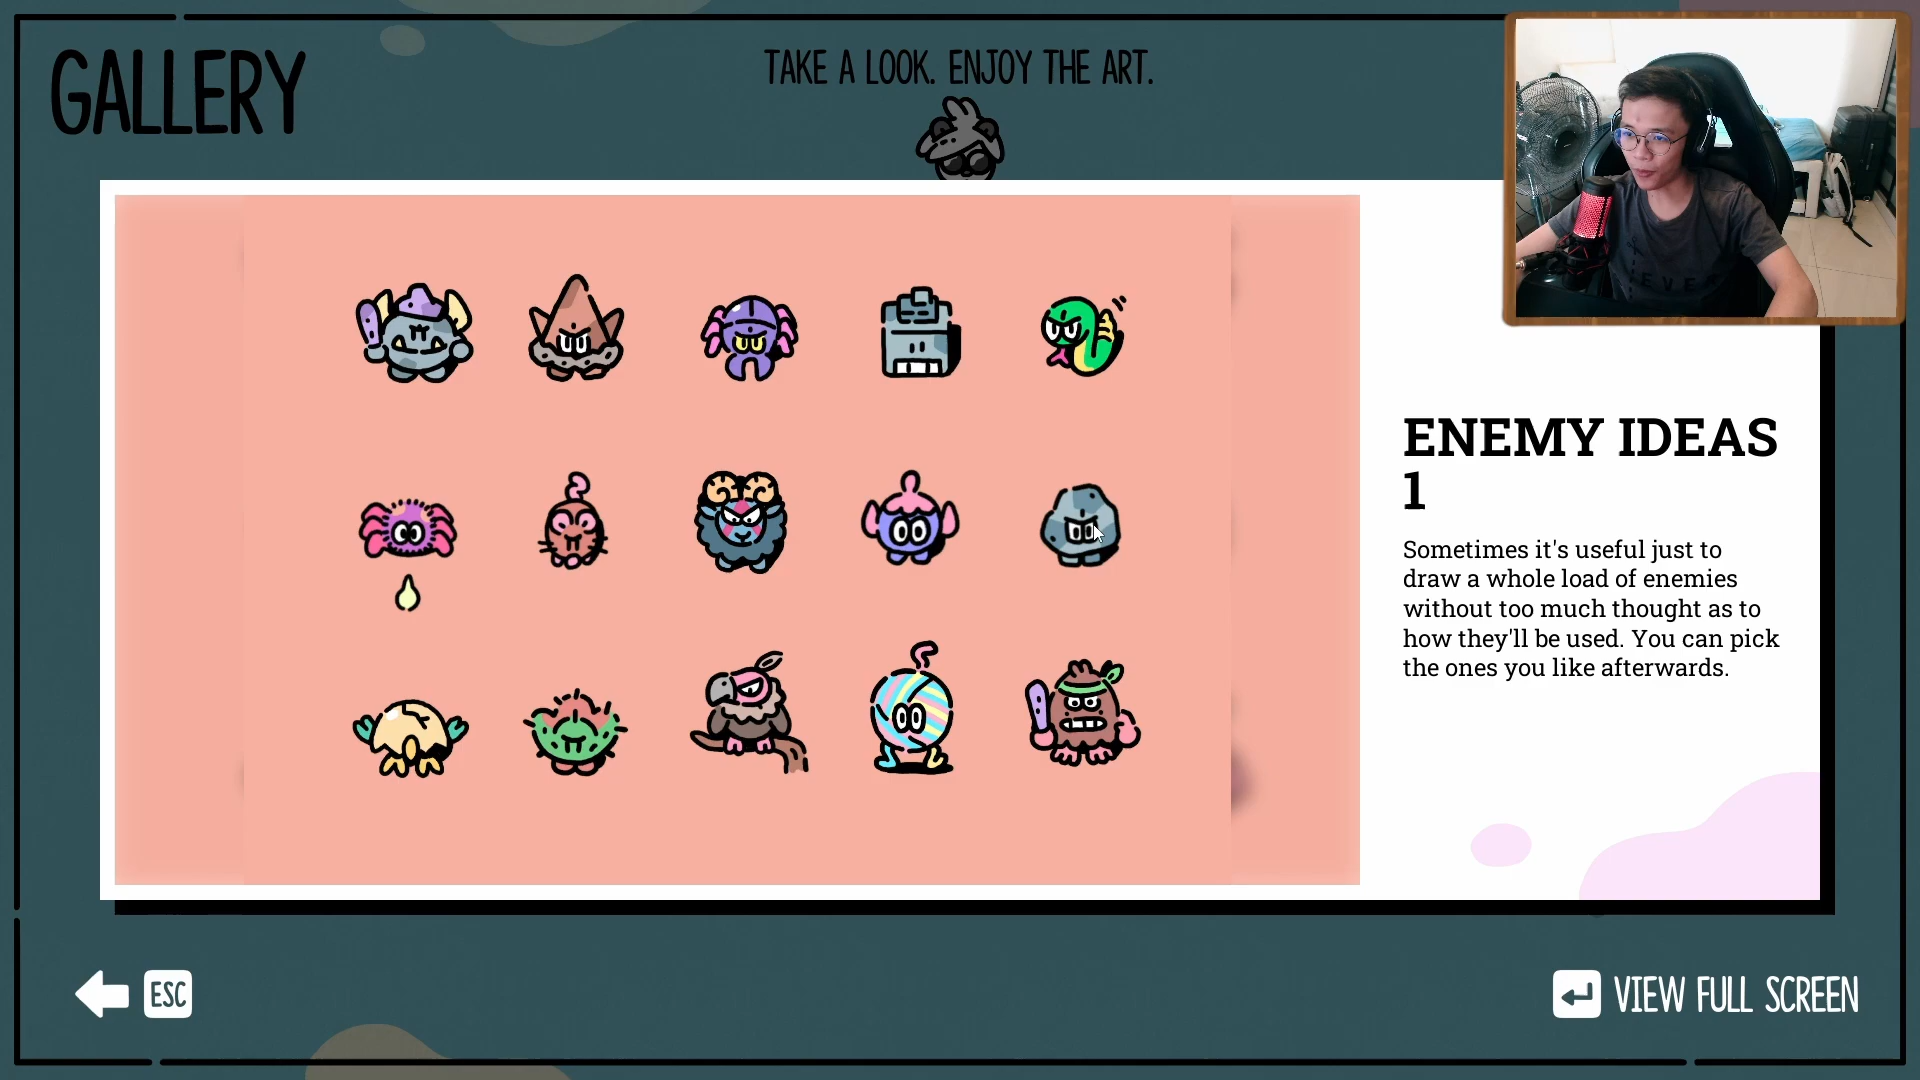 GALLERY
TAKE A LOOK. ENJOY THE ART.
ENEMY IDEAS
1
Sometimes it's useful just to
draw a whole load of enemies
without too much thought as to
how they'll be used. You can pick
the ones you like afterwards.
ESC
VIEW FULL SCREEN